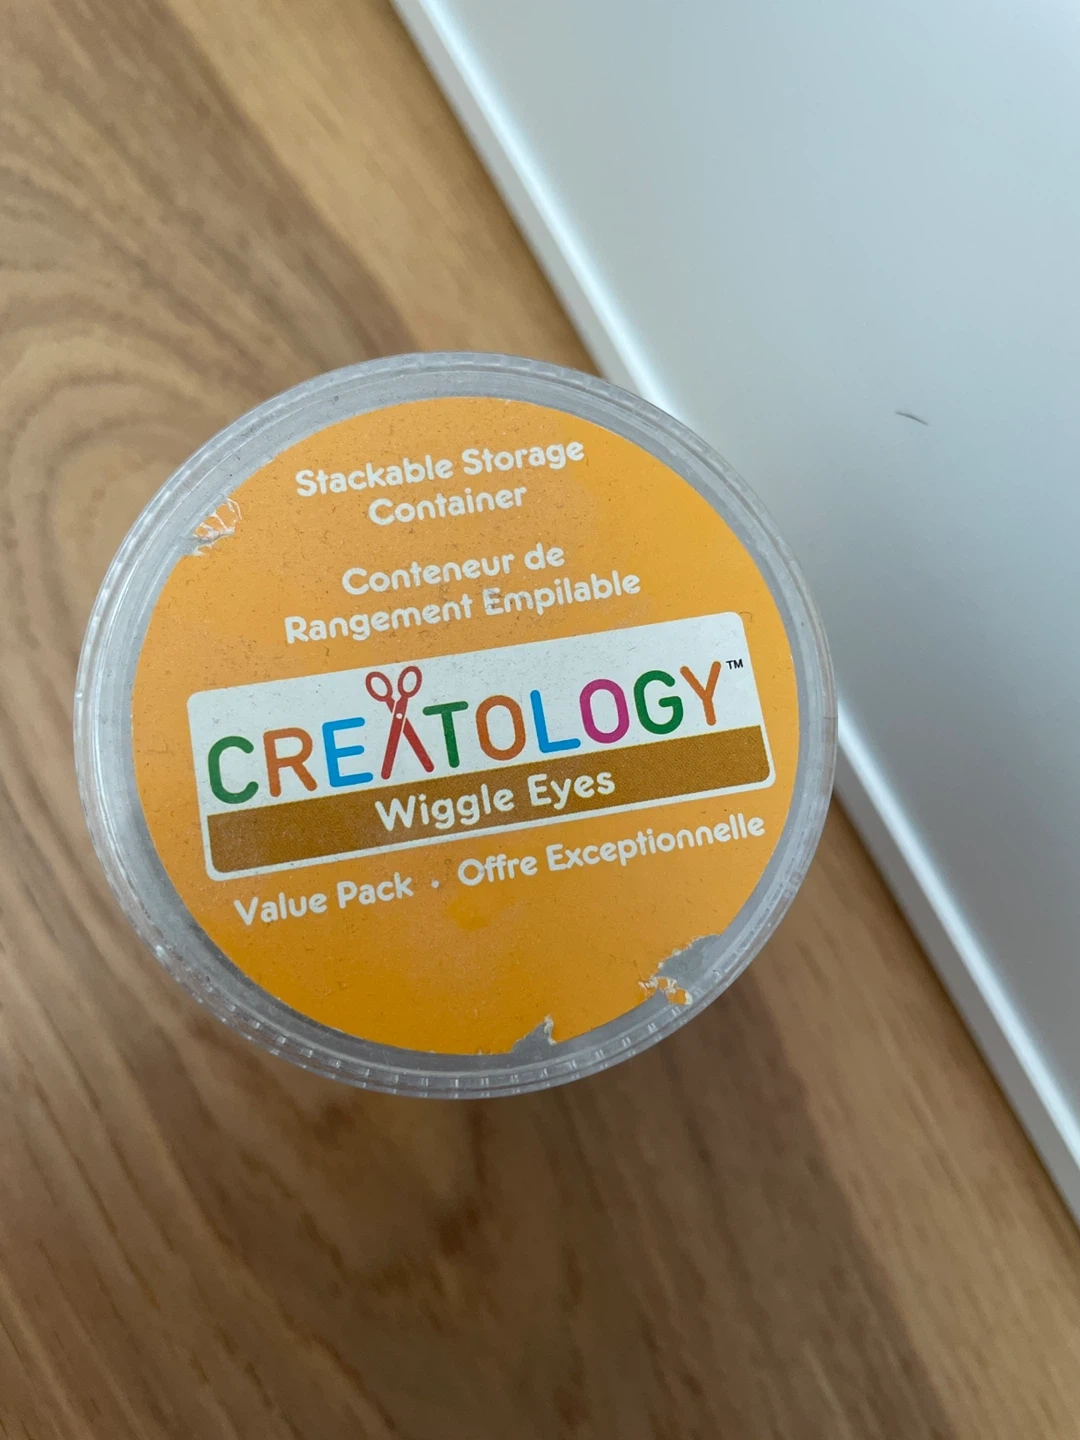 Stackable Storage
Container
Conteneur de
Rangement Empilable
CREATOLOGY™
Wiggle Eyes
Value Pack • Offre Exceptionnelle